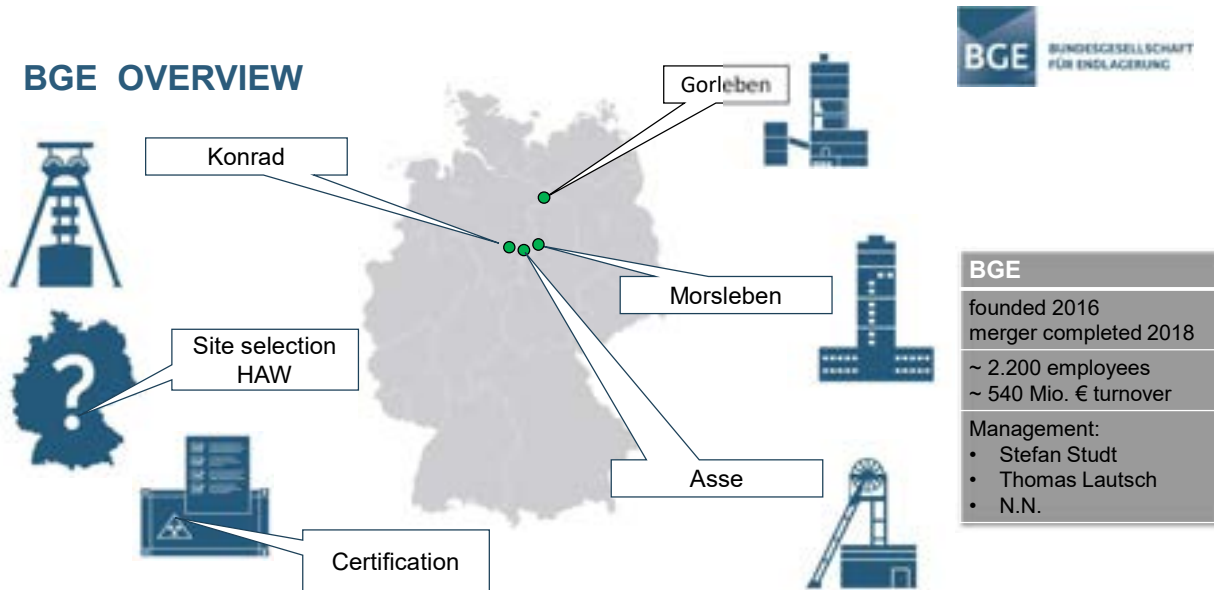 BGE OVERVIEW
BGE
BUNDESGESELLSCHAFT
FÜR ENDLAGERUNG
Gorleben
Konrad
Morsleben
Site selection
HAW
?
Asse
Certification
BGE
founded 2016
merger completed 2018
~ 2.200 employees
~ 540 Mio. € turnover
Management:
• Stefan Studt
• Thomas Lautsch
• N.N.